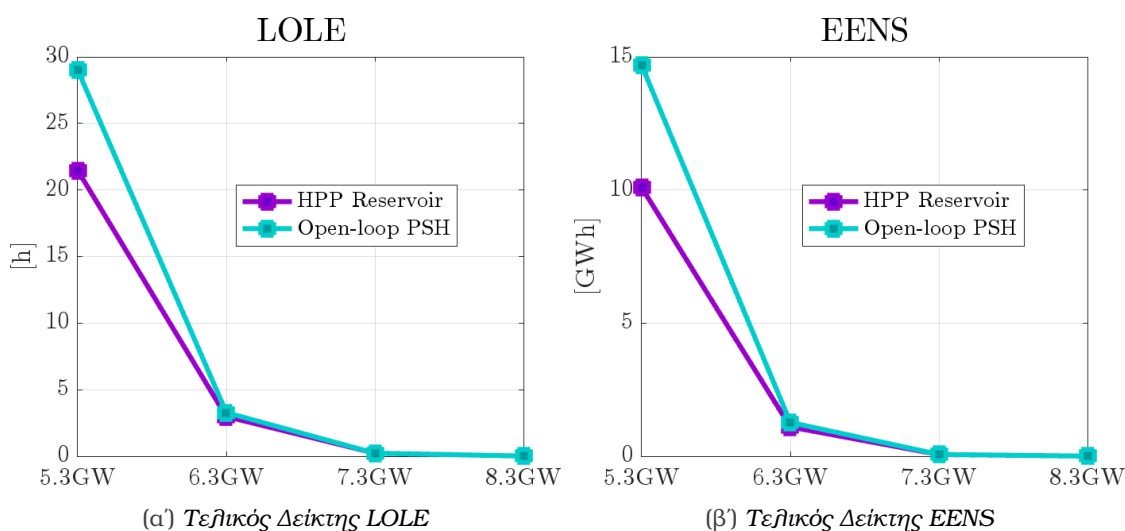 LOLE
30
25
20
15
10
5
0
[h]
HPP Reservoir
Open-loop PSH
5.3GW 6.3GW 7.3GW 8.3GW
(α') Τελικός Δείκτης LOLE
EENS
15
10
5
0
[GWh]
HPP Reservoir
Open-loop PSH
5.3GW 6.3GW 7.3GW 8.3GW
(β') Τελικός Δείκτης EENS